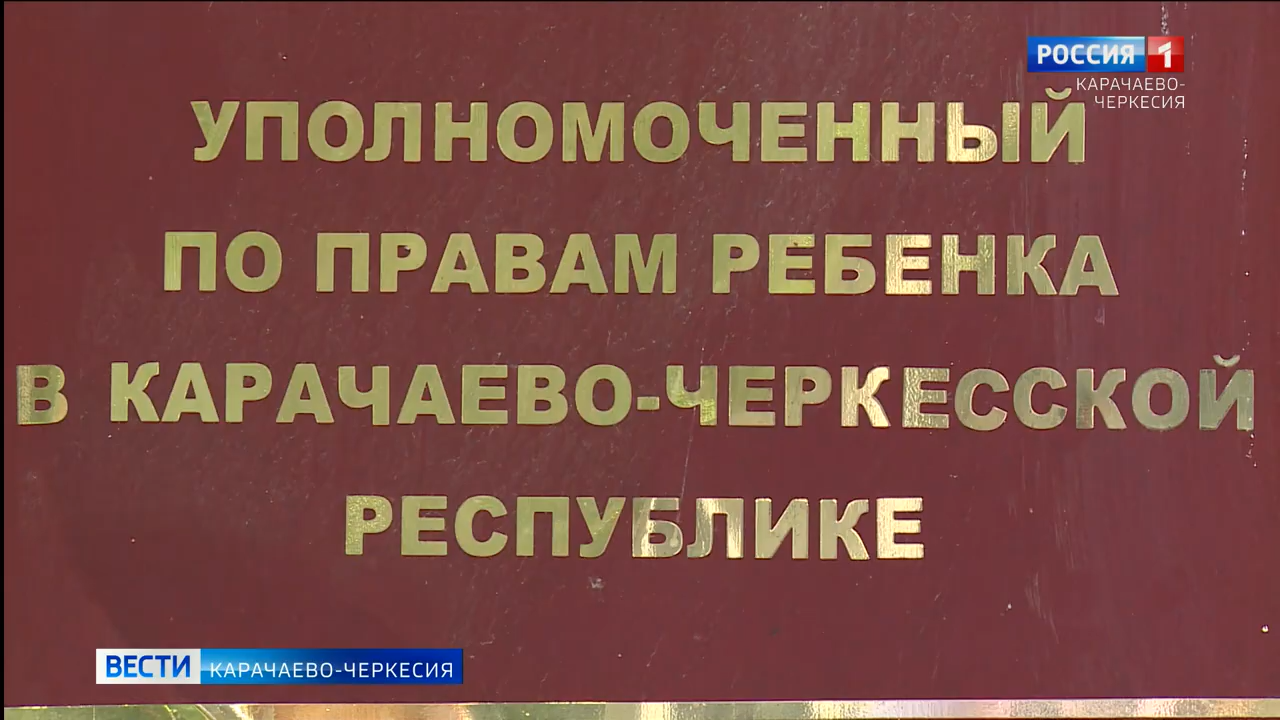 РОССИЯ 1
КАРАЧАЕВО-
ЧЕРКЕСИЯ
УПОЛНОМОЧЕННЫЙ
ПО ПРАВАМ РЕБЕНКА
В КАРАЧАЕВО-ЧЕРКЕССКОЙ
РЕСПУБЛИКЕ
ВЕСТИ КАРАЧАЕВО-ЧЕРКЕСИЯ